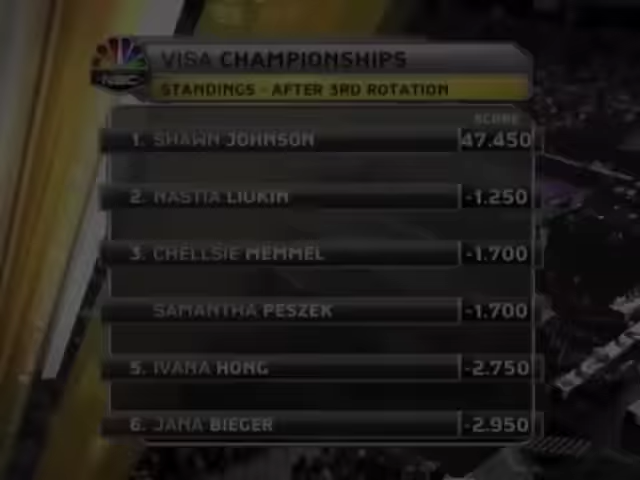 NBC
VISA CHAMPIONSHIPS
STANDINGS - AFTER 3RD ROTATION
SCORE
1. SHAWN JOHNSON 47.450
2. NASTIA LIUKIN -1.250
3. CHELLSIE MEMMEL -1.700
SAMANTHA PESZEK -1.700
5. IVANA HONG -2.750
6. JANA BIEGER -2.950